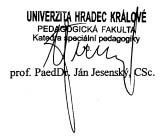 UNIVERZITA HRADEC KRÁLOVÉ
PEDAGOGICKÁ FAKULTA
Katedra speciální pedagogiky
prof. PaedDr. Ján Jesenský, CSc.